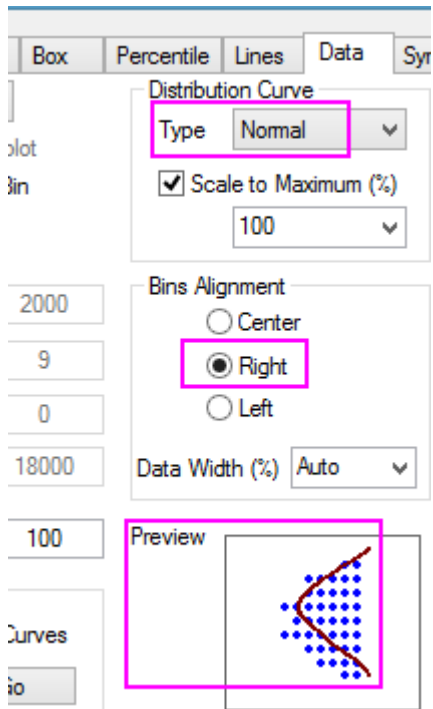 Box Percentile Lines Data
Distribution Curve
Type Normal
Scale to Maximum (%)
100
Bins Alignment
2000
Center
9
Right
0
Left
18000 Data Width (%) Auto
100 Preview
Curves